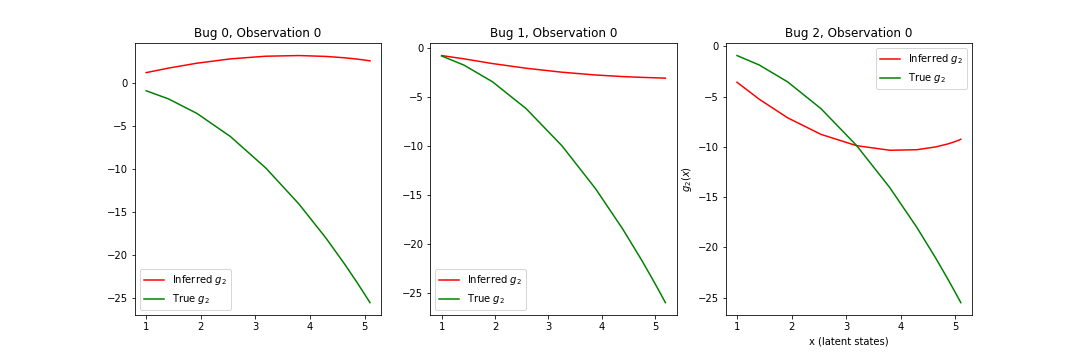 Bug 0, Observation 0
0
−5
−10
−15
−20
−25
1 2 3 4 5
Inferred g₂
True g₂
Bug 1, Observation 0
0
−5
−10
−15
−20
−25
1 2 3 4 5
Inferred g₂
True g₂
Bug 2, Observation 0
g₂(x)
0
−5
−10
−15
−20
−25
1 2 3 4 5
x (latent states)
Inferred g₂
True g₂